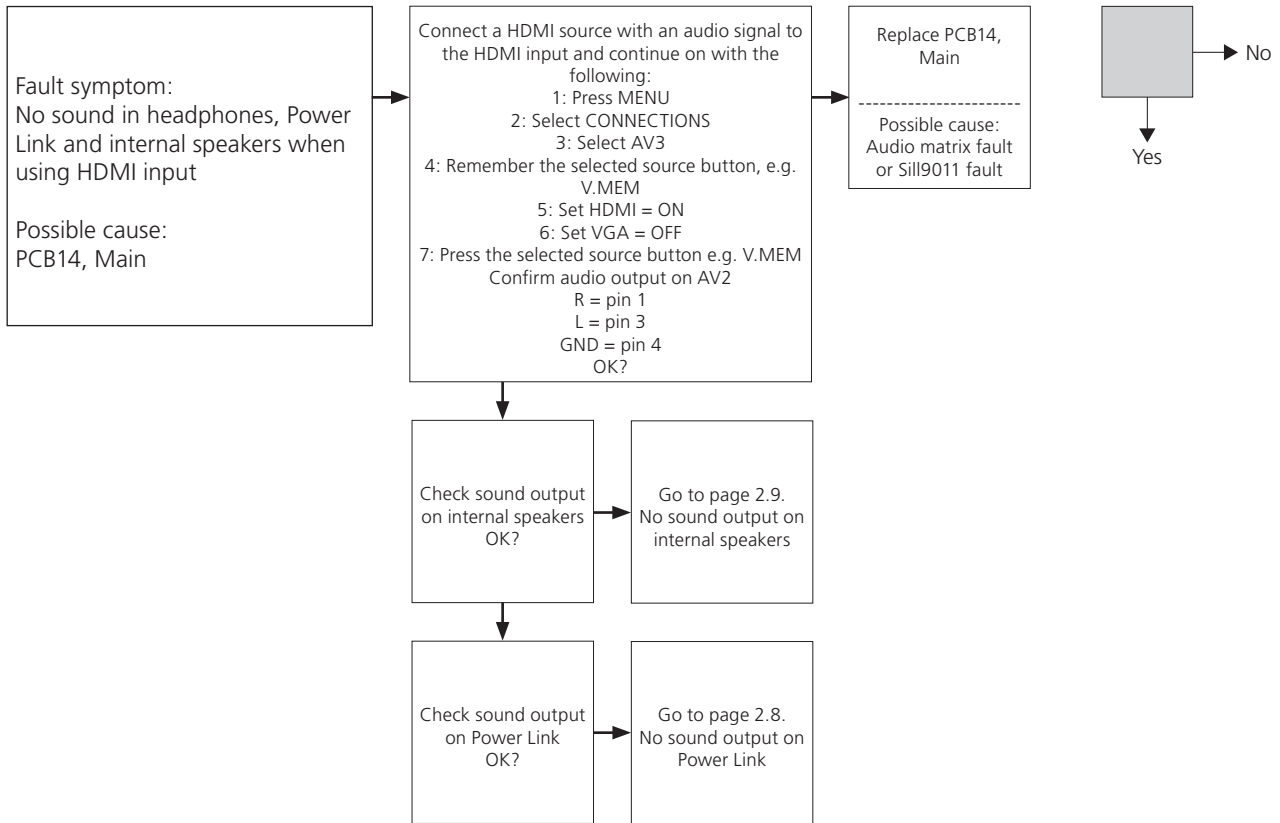 Fault symptom:
No sound in headphones, Power
Link and internal speakers when
using HDMI input
Possible cause:
PCB14, Main
Connect a HDMI source with an audio signal to
the HDMI input and continue on with the
following:
1: Press MENU
2: Select CONNECTIONS
3: Select AV3
4: Remember the selected source button, e.g.
V.MEM
5: Set HDMI = ON
6: Set VGA = OFF
7: Press the selected source button e.g. V.MEM
Confirm audio output on AV2
R = pin 1
L = pin 3
GND = pin 4
OK?
Replace PCB14,
Main
Possible cause:
Audio matrix fault
or Sill9011 fault
No
Yes
Check sound output
on internal speakers
OK?
Go to page 2.9.
No sound output on
internal speakers
Check sound output
on Power Link
OK?
Go to page 2.8.
No sound output on
Power Link